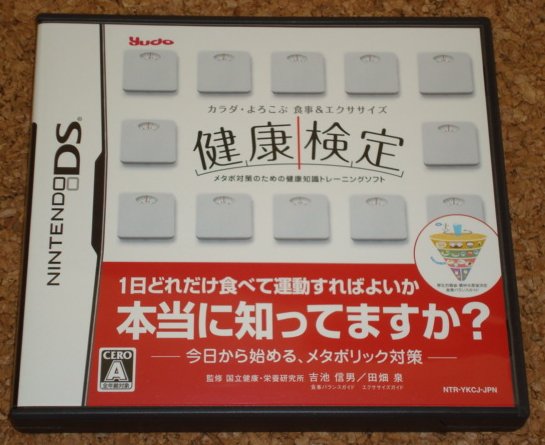 Yudo
カラダ・よろこぶ 食事&エクササイズ
健康検定
メタボ対策のための健康知識トレーニングソフト
NINTENDO DS
1日どれだけ食べて運動すればよいか
本当に知ってますか?
今日から始める、メタボリック対策
監修 国立健康・栄養研究所 吉池 信男/田畑 泉
食事バランスガイド エクササイズガイド
CERO
A
全年齢対象
NTR-YKCJ-JPN